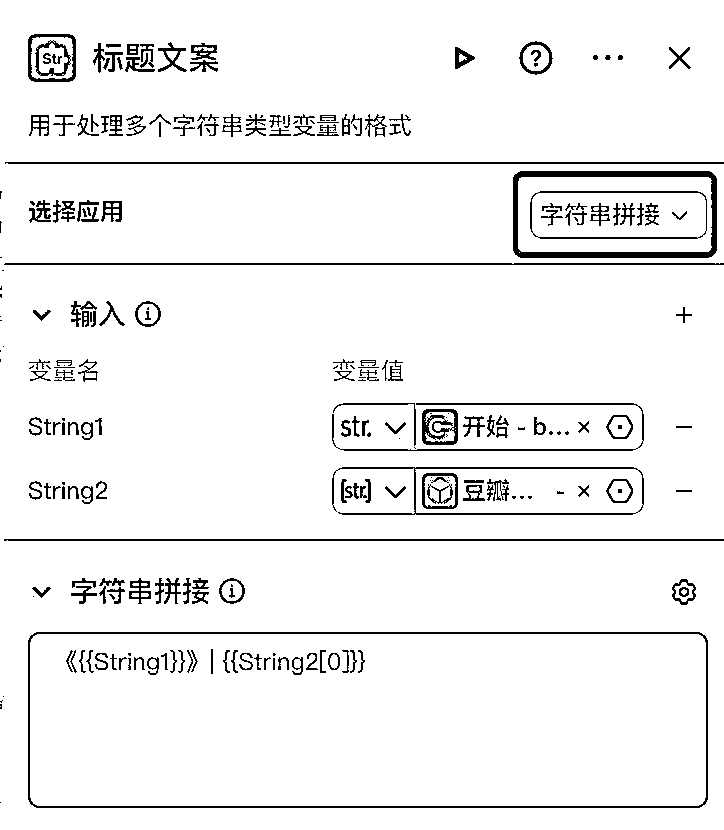 Str 标题文案
用于处理多个字符串类型变量的格式
选择应用 字符串拼接
输入
变量名 变量值
String1 str. 开始 - b...
String2 [str.] 豆瓣... -
字符串拼接
《{{String1}}》 | {{String2[0]}}